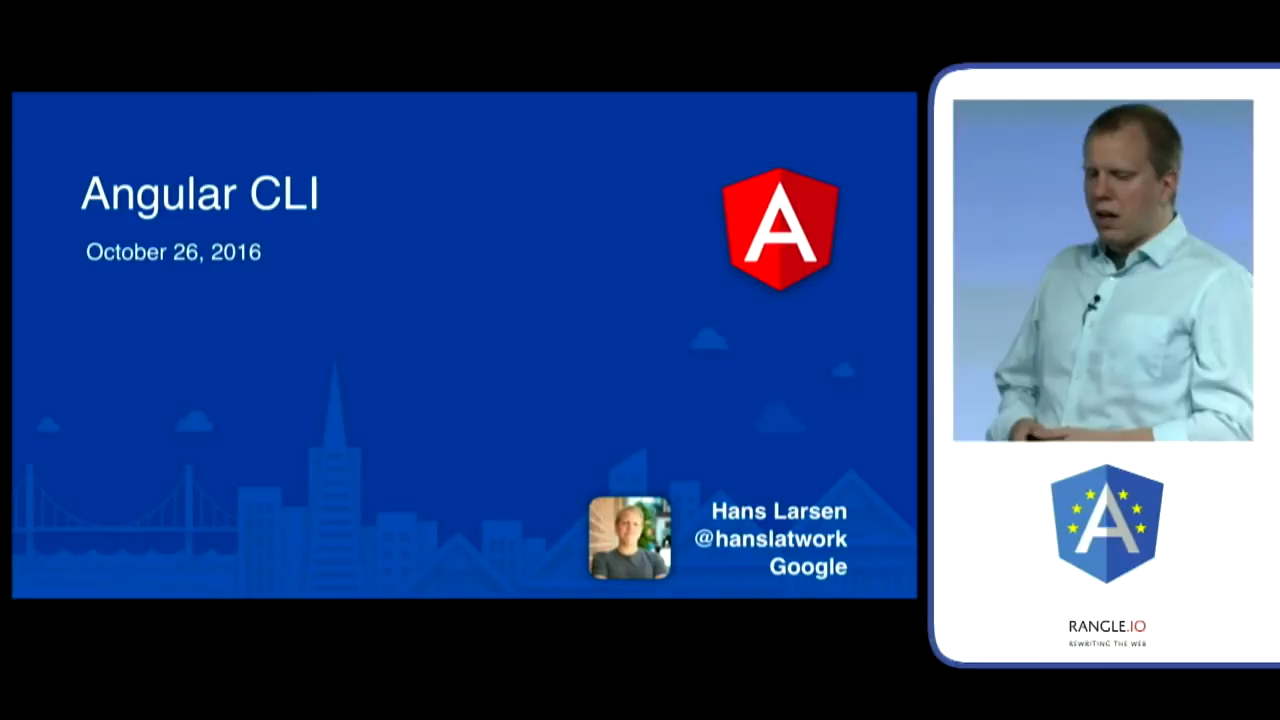 Angular CLI
October 26, 2016
A
Hans Larsen
@hanslatwork
Google
A
RANGLE.IO
REWRITING THE WEB